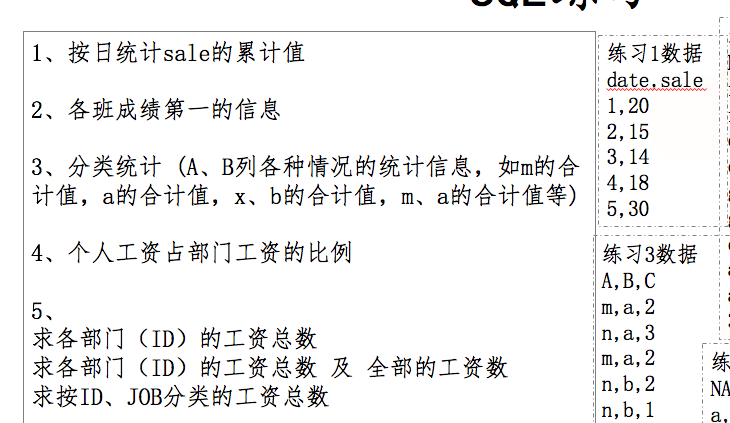 1、按日统计sale的累计值
2、各班成绩第一的信息
3、分类统计 (A、B列各种情况的统计信息，如m的合
计值，a的合计值，x、b的合计值，m、a的合计值等)
4、个人工资占部门工资的比例
5、
求各部门（ID）的工资总数
求各部门（ID）的工资总数 及 全部的工资数
求按ID、JOB分类的工资总数
练习1数据
date,sale
1,20
2,15
3,14
4,18
5,30
练习3数据
A,B,C
m,a,2
n,a,3
m,a,2
n,b,2
n,b,1
练
NA
a,